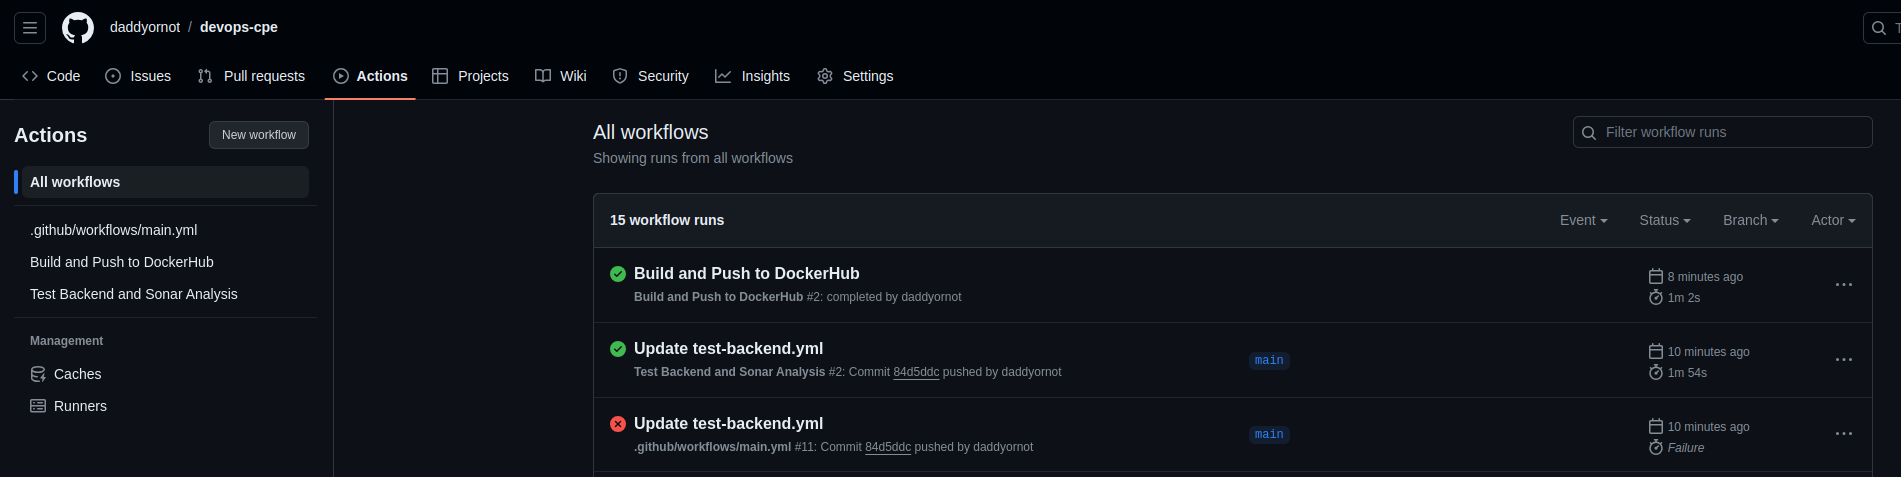 daddyornot / devops-cpe
Code Issues Pull requests Actions Projects Wiki Security Insights Settings
Actions
New workflow
All workflows
.github/workflows/main.yml
Build and Push to DockerHub
Test Backend and Sonar Analysis
Management
Caches
Runners
All workflows
Showing runs from all workflows
Filter workflow runs
15 workflow runs
Event Status Branch Actor
Build and Push to DockerHub
Build and Push to DockerHub #2: completed by daddyornot
8 minutes ago
1m 2s
Update test-backend.yml
Test Backend and Sonar Analysis #2: Commit 84d5ddc pushed by daddyornot
main
10 minutes ago
1m 54s
Update test-backend.yml
.github/workflows/main.yml #11: Commit 84d5ddc pushed by daddyornot
main
10 minutes ago
Failure